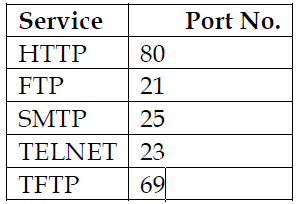 Service Port No.
HTTP 80
FTP 21
SMTP 25
TELNET 23
TFTP 69